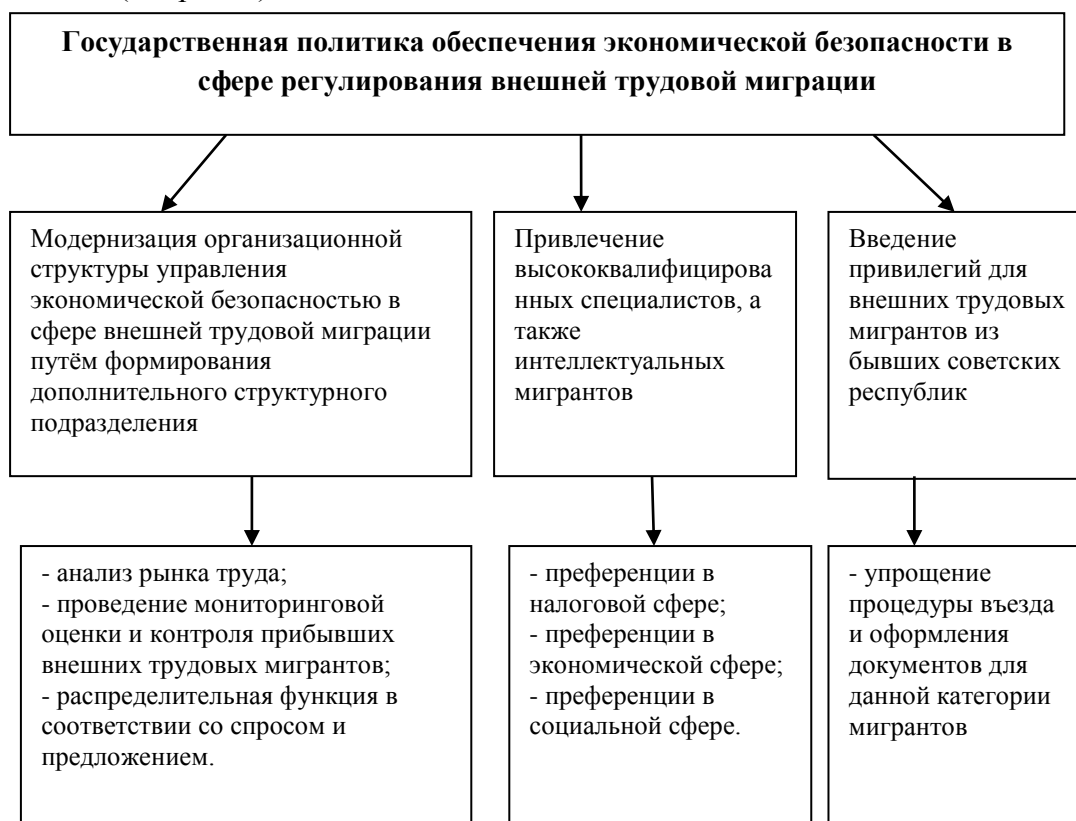 Государственная политика обеспечения экономической безопасности в
сфере регулирования внешней трудовой миграции
Модернизация организационной
структуры управления
экономической безопасностью в
сфере внешней трудовой миграции
путём формирования
дополнительного структурного
подразделения
Привлечение
высококвалифицирова
нных специалистов, а
также
интеллектуальных
мигрантов
Введение
привилегий для
внешних трудовых
мигрантов из
бывших советских
республик
- анализ рынка труда;
- проведение мониторинговой
оценки и контроля прибывших
внешних трудовых мигрантов;
- распределительная функция в
соответствии со спросом и
предложением.
- преференции в
налоговой сфере;
- преференции в
экономической сфере;
- преференции в
социальной сфере.
- упрощение
процедуры въезда
и оформления
документов для
данной категории
мигрантов